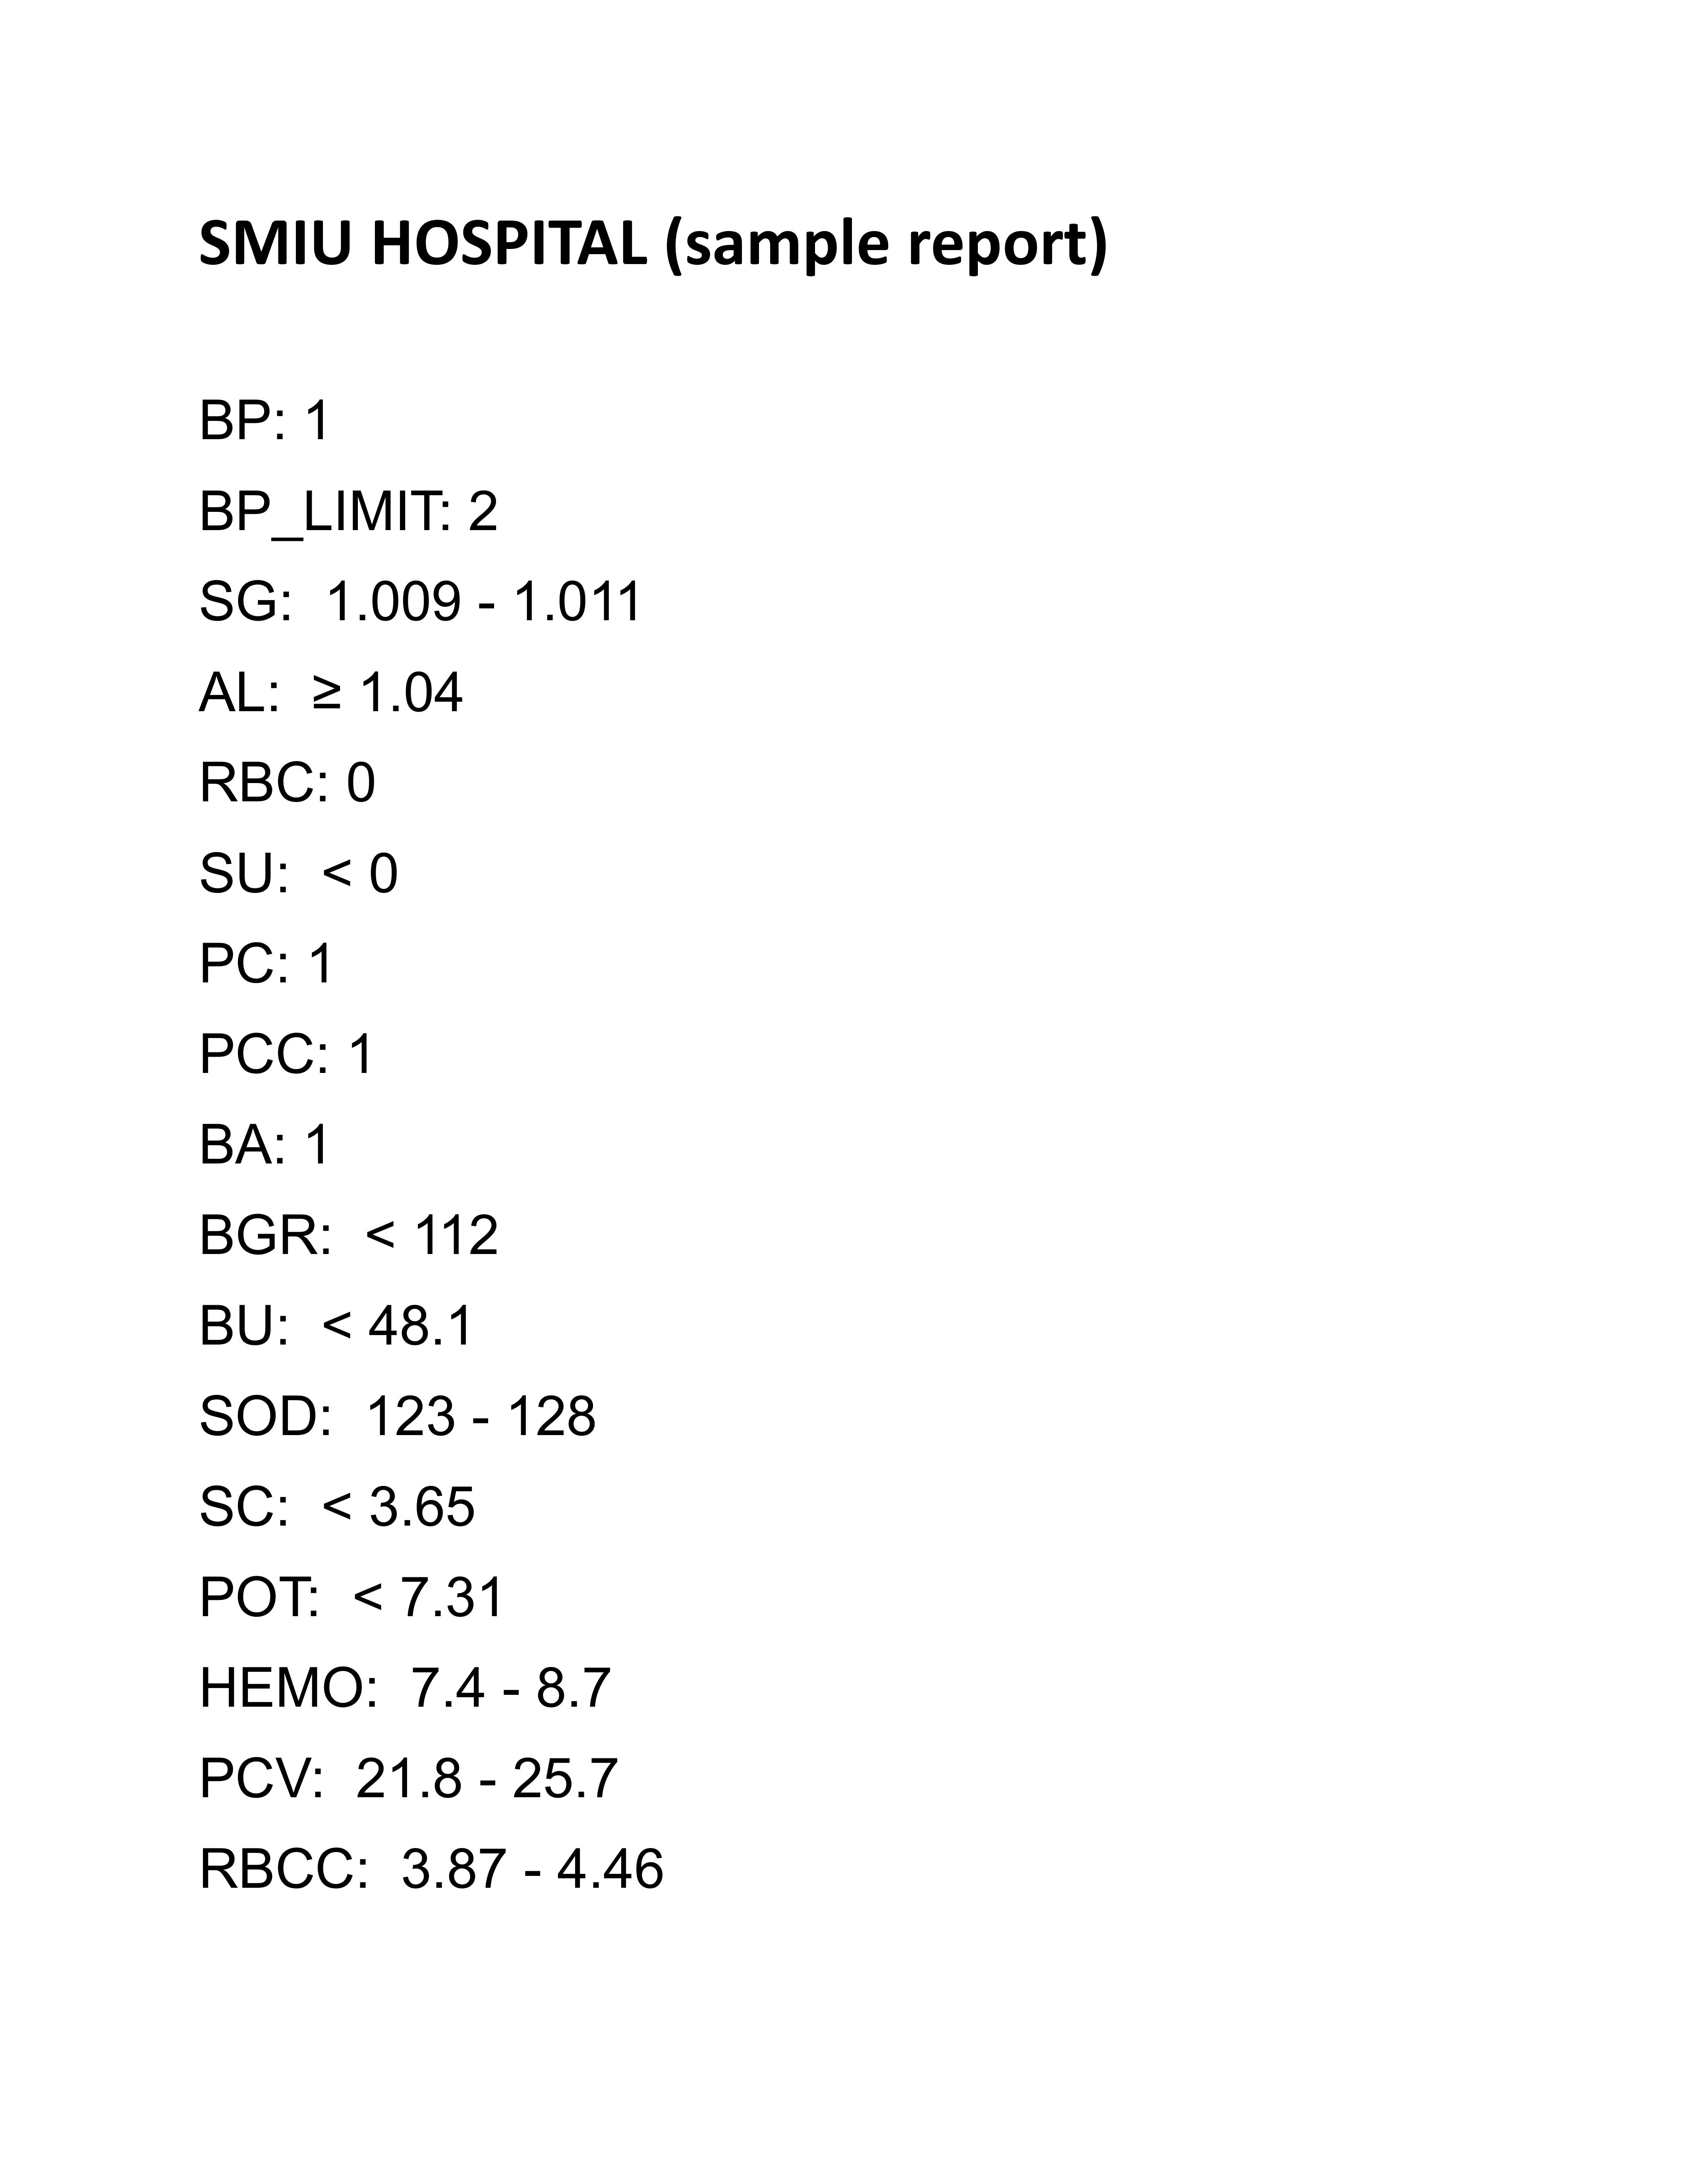 SMIU HOSPITAL (sample report)
BP: 1
BP_LIMIT: 2
SG:  1.009 - 1.011
AL:  ≥ 1.04
RBC: 0
SU:  < 0
PC: 1
PCC: 1
BA: 1
BGR:  < 112
BU:  < 48.1
SOD:  123 - 128
SC:  < 3.65
POT:  < 7.31
HEMO:  7.4 - 8.7
PCV:  21.8 - 25.7
RBCC:  3.87 - 4.46